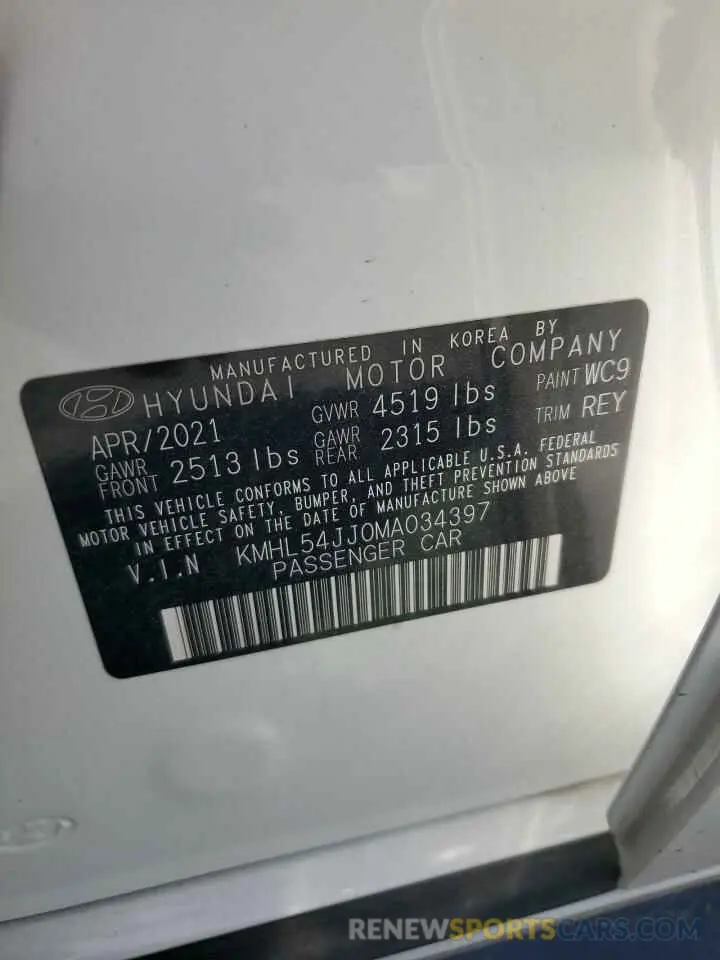 MANUFACTURED IN KOREA BY
HYUNDAI MOTOR COMPANY
APR/2021 GVWR 4519 lbs PAINT WC9
GAWR FRONT 2513 lbs GAWR REAR 2315 lbs TRIM REY
THIS VEHICLE CONFORMS TO ALL APPLICABLE U.S.A. FEDERAL
MOTOR VEHICLE SAFETY, BUMPER, AND THEFT PREVENTION STANDARDS
IN EFFECT ON THE DATE OF MANUFACTURE SHOWN ABOVE
V.I.N KMHL54JJ0MA034397
PASSENGER CAR
RENEWSPORTSCARS.COM